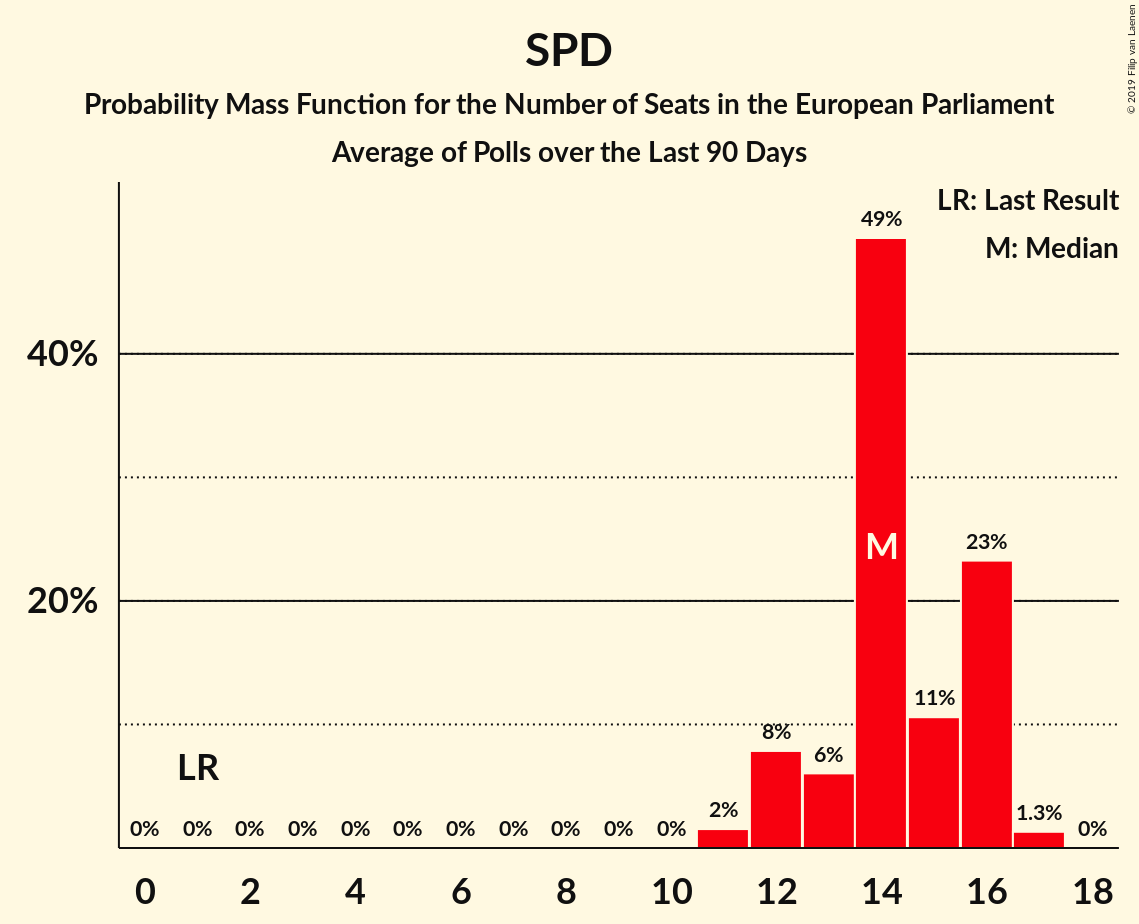 SPD
Probability Mass Function for the Number of Seats in the European Parliament
Average of Polls over the Last 90 Days
© 2019 Filip van Laenen
LR: Last Result
M: Median
49%
40%
M
23%
20%
11%
8%
6%
LR
2%
1.3%
0% 0% 0% 0% 0% 0% 0% 0% 0% 0% 0% 0%
0 2 4 6 8 10 12 14 16 18